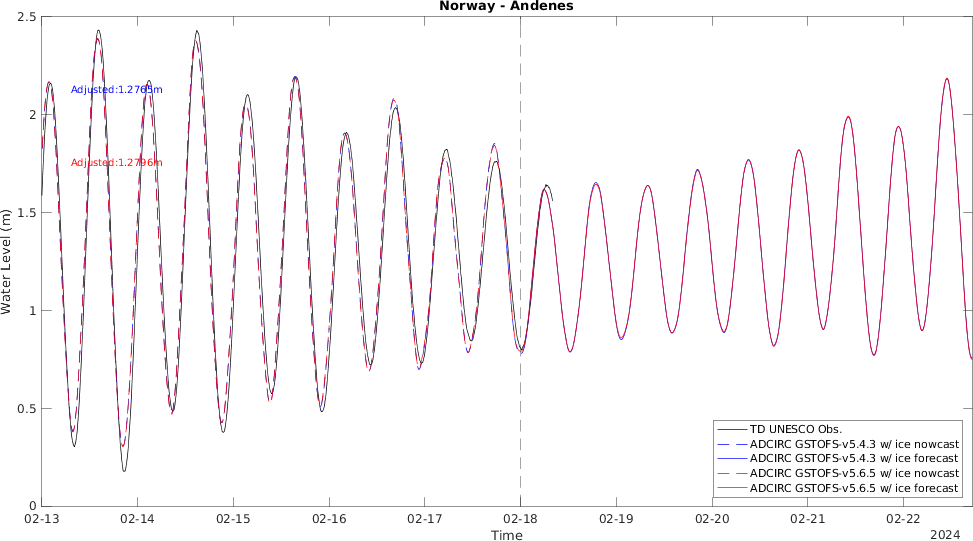 Norway - Andenes
Water Level (m)
2.5
2
1.5
1
0.5
0
Adjusted:1.2765m
Adjusted:1.2796m
TD UNESCO Obs.
ADCIRC GSTOFS-v5.4.3 w/ ice nowcast
ADCIRC GSTOFS-v5.4.3 w/ ice forecast
ADCIRC GSTOFS-v5.6.5 w/ ice nowcast
ADCIRC GSTOFS-v5.6.5 w/ ice forecast
02-13 02-14 02-15 02-16 02-17 02-18 02-19 02-20 02-21 02-22
Time
2024